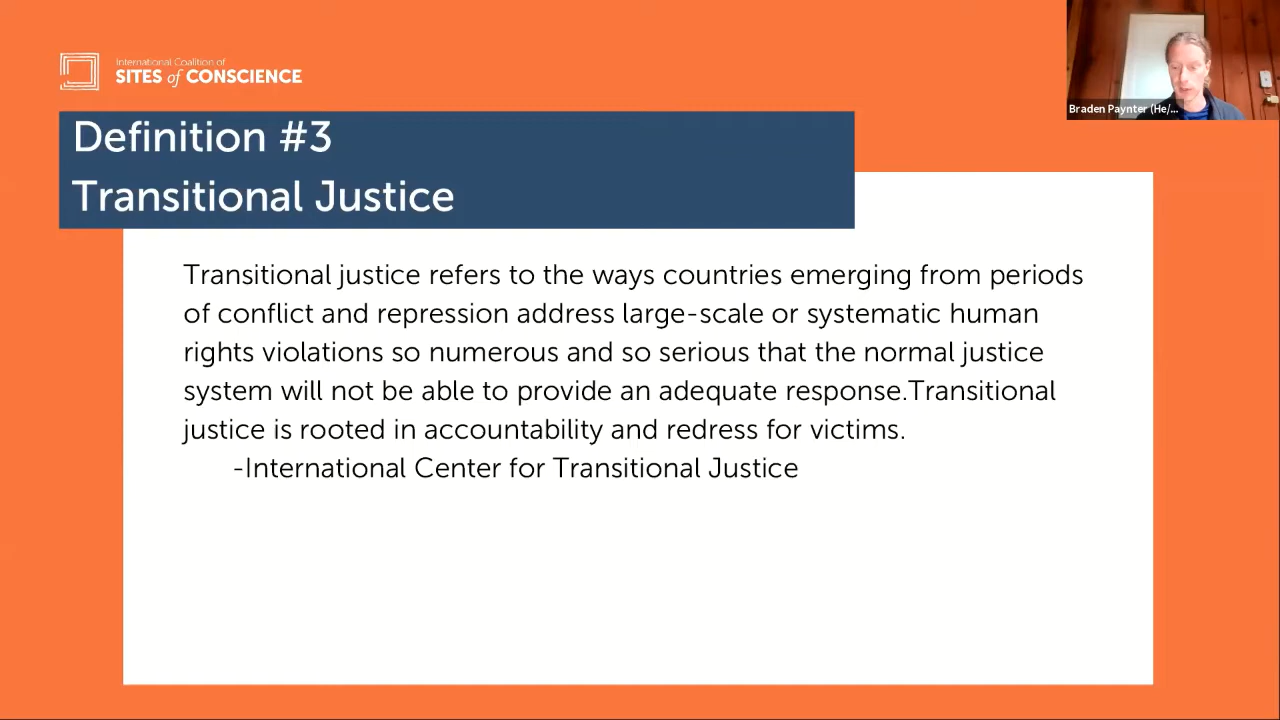 International Coalition of
SITES of CONSCIENCE
Braden Paynter (He/...
Definition #3
Transitional Justice
Transitional justice refers to the ways countries emerging from periods
of conflict and repression address large-scale or systematic human
rights violations so numerous and so serious that the normal justice
system will not be able to provide an adequate response.Transitional
justice is rooted in accountability and redress for victims.
-International Center for Transitional Justice